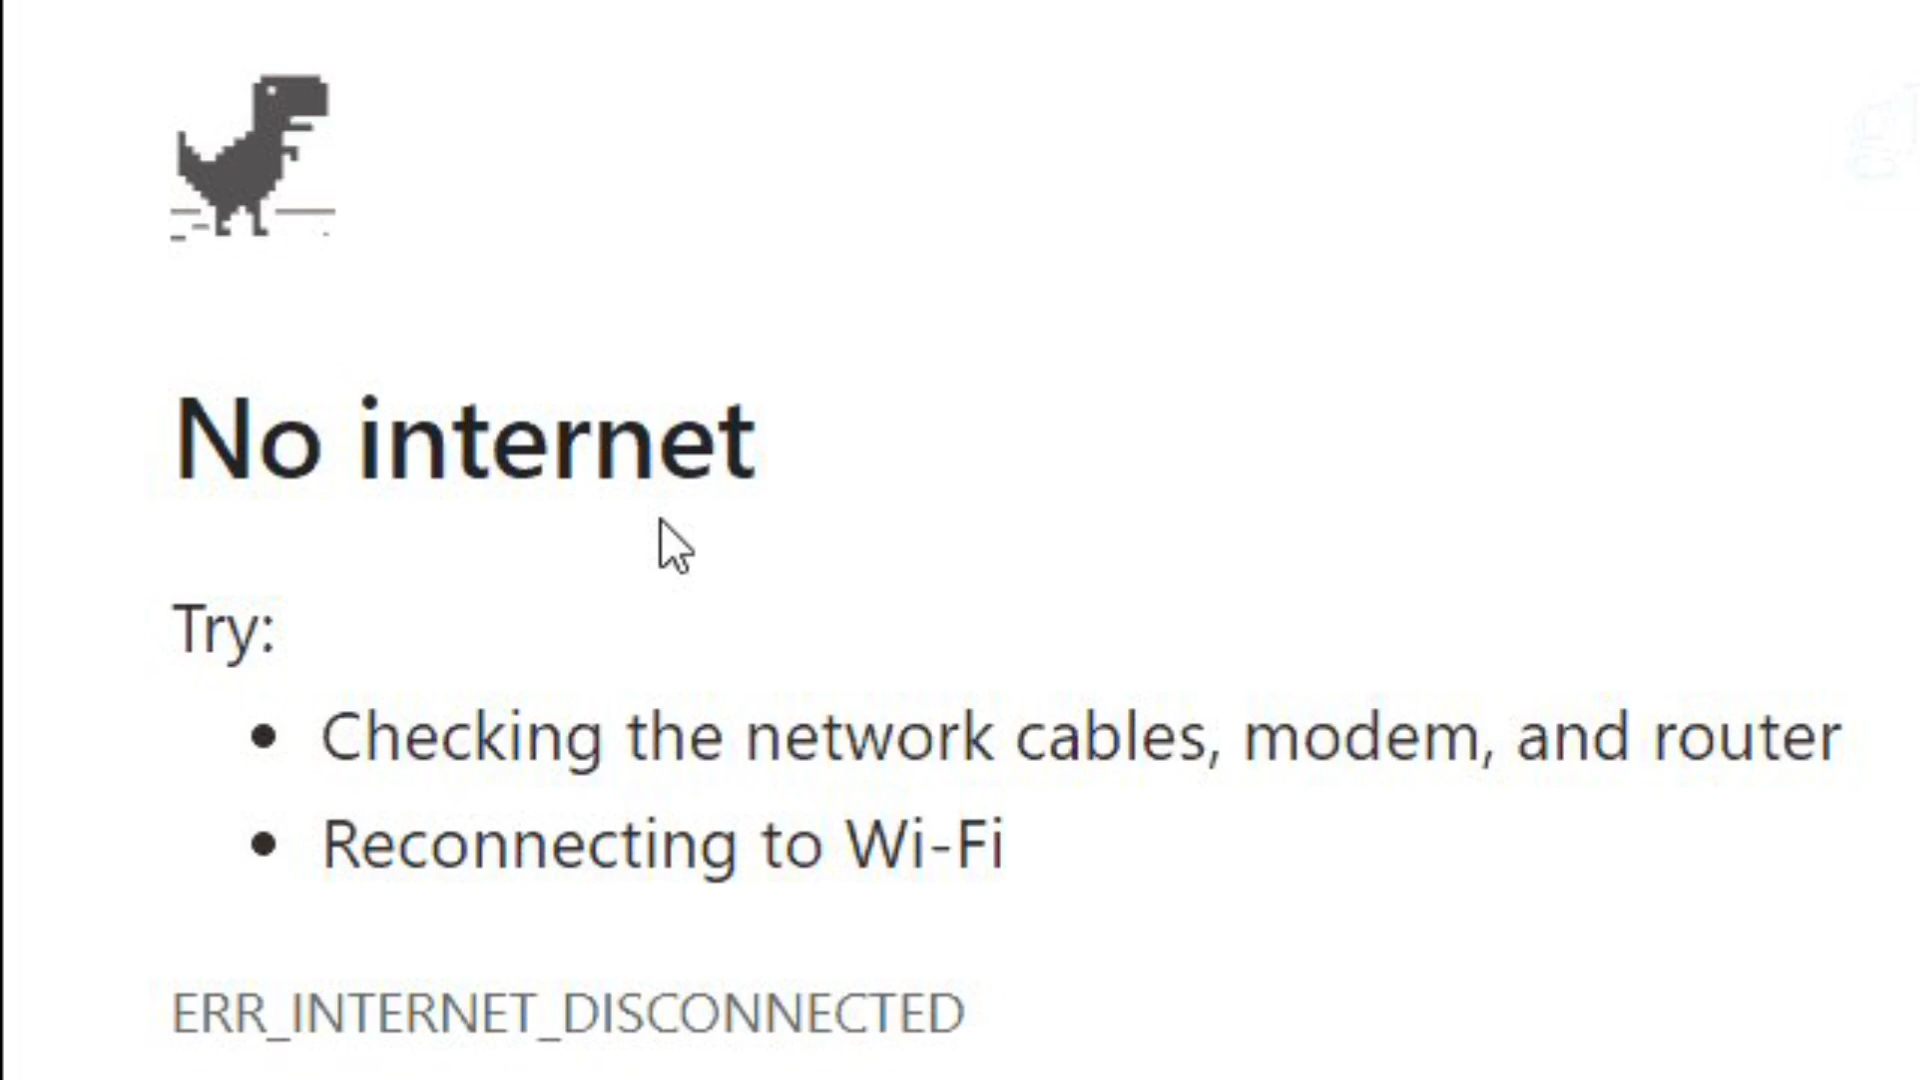 No internet
Try:
Checking the network cables, modem, and router
Reconnecting to Wi-Fi
ERR_INTERNET_DISCONNECTED